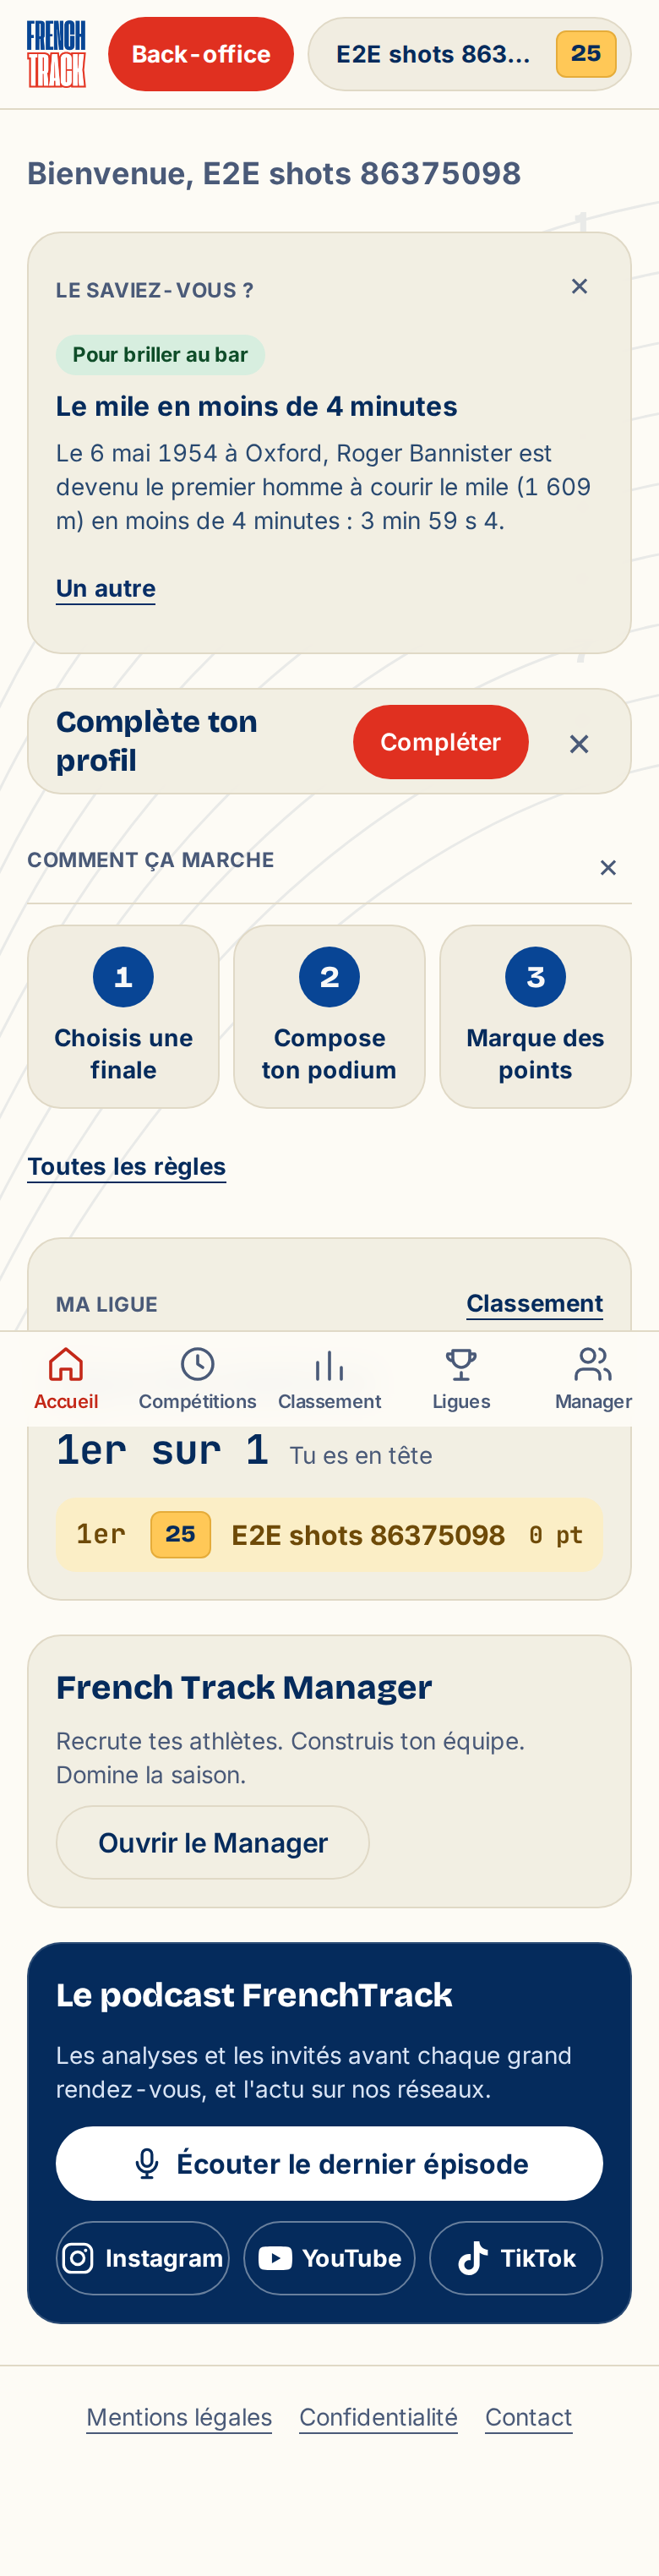 FRENCH
TRACK
Back-office
E2E shots 863...
25
Bienvenue, E2E shots 86375098
LE SAVIEZ-VOUS ?
Pour briller au bar
Le mile en moins de 4 minutes
Le 6 mai 1954 à Oxford, Roger Bannister est
devenu le premier homme à courir le mile (1 609
m) en moins de 4 minutes : 3 min 59 s 4.
Un autre
Complète ton
profil
Compléter
COMMENT ÇA MARCHE
1
Choisis une
finale
2
Compose
ton podium
3
Marque des
points
Toutes les règles
MA LIGUE
Classement
Accueil
Compétitions
Classement
Ligues
Manager
1er sur 1
Tu es en tête
1er
25
E2E shots 86375098
0 pt
French Track Manager
Recrute tes athlètes. Construis ton équipe.
Domine la saison.
Ouvrir le Manager
Le podcast FrenchTrack
Les analyses et les invités avant chaque grand
rendez-vous, et l'actu sur nos réseaux.
Écouter le dernier épisode
Instagram
YouTube
TikTok
Mentions légales
Confidentialité
Contact